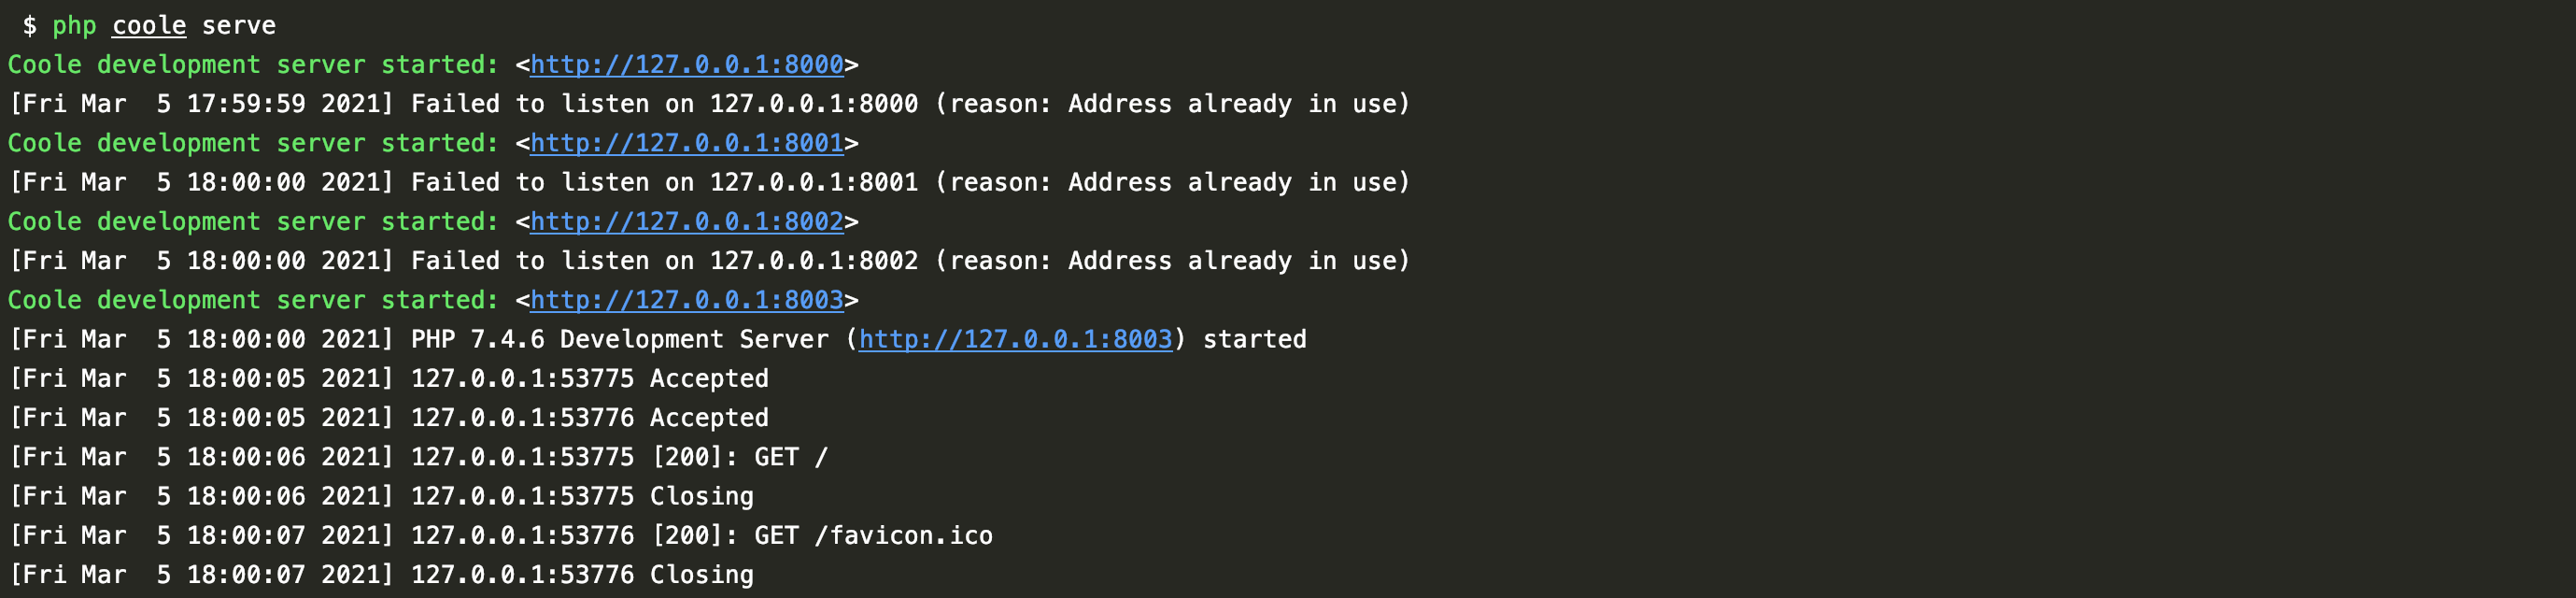 $ php coole serve
Coole development server started: <http://127.0.0.1:8000>
[Fri Mar  5 17:59:59 2021] Failed to listen on 127.0.0.1:8000 (reason: Address already in use)
Coole development server started: <http://127.0.0.1:8001>
[Fri Mar  5 18:00:00 2021] Failed to listen on 127.0.0.1:8001 (reason: Address already in use)
Coole development server started: <http://127.0.0.1:8002>
[Fri Mar  5 18:00:00 2021] Failed to listen on 127.0.0.1:8002 (reason: Address already in use)
Coole development server started: <http://127.0.0.1:8003>
[Fri Mar  5 18:00:00 2021] PHP 7.4.6 Development Server (http://127.0.0.1:8003) started
[Fri Mar  5 18:00:05 2021] 127.0.0.1:53775 Accepted
[Fri Mar  5 18:00:05 2021] 127.0.0.1:53776 Accepted
[Fri Mar  5 18:00:06 2021] 127.0.0.1:53775 [200]: GET /
[Fri Mar  5 18:00:06 2021] 127.0.0.1:53775 Closing
[Fri Mar  5 18:00:07 2021] 127.0.0.1:53776 [200]: GET /favicon.ico
[Fri Mar  5 18:00:07 2021] 127.0.0.1:53776 Closing